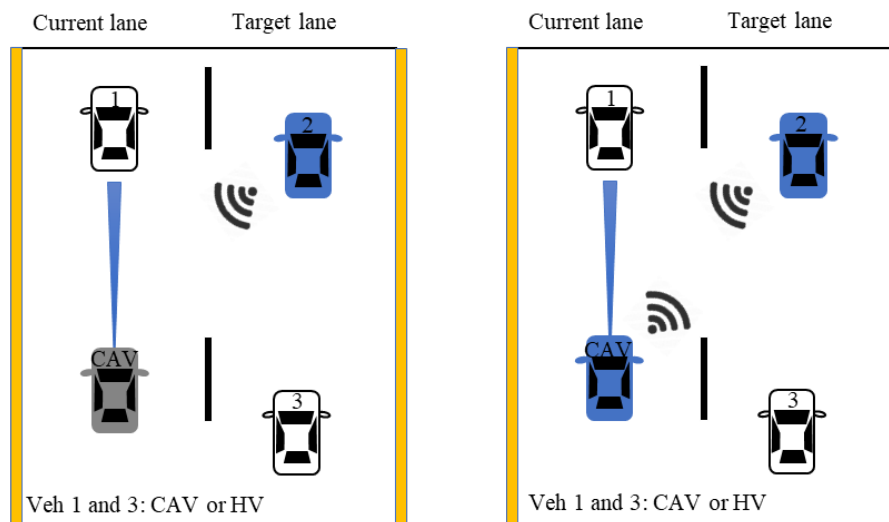 Current lane Target lane
1
2
CAV
3
Veh 1 and 3: CAV or HV
Current lane Target lane
1
2
CAV
3
Veh 1 and 3: CAV or HV